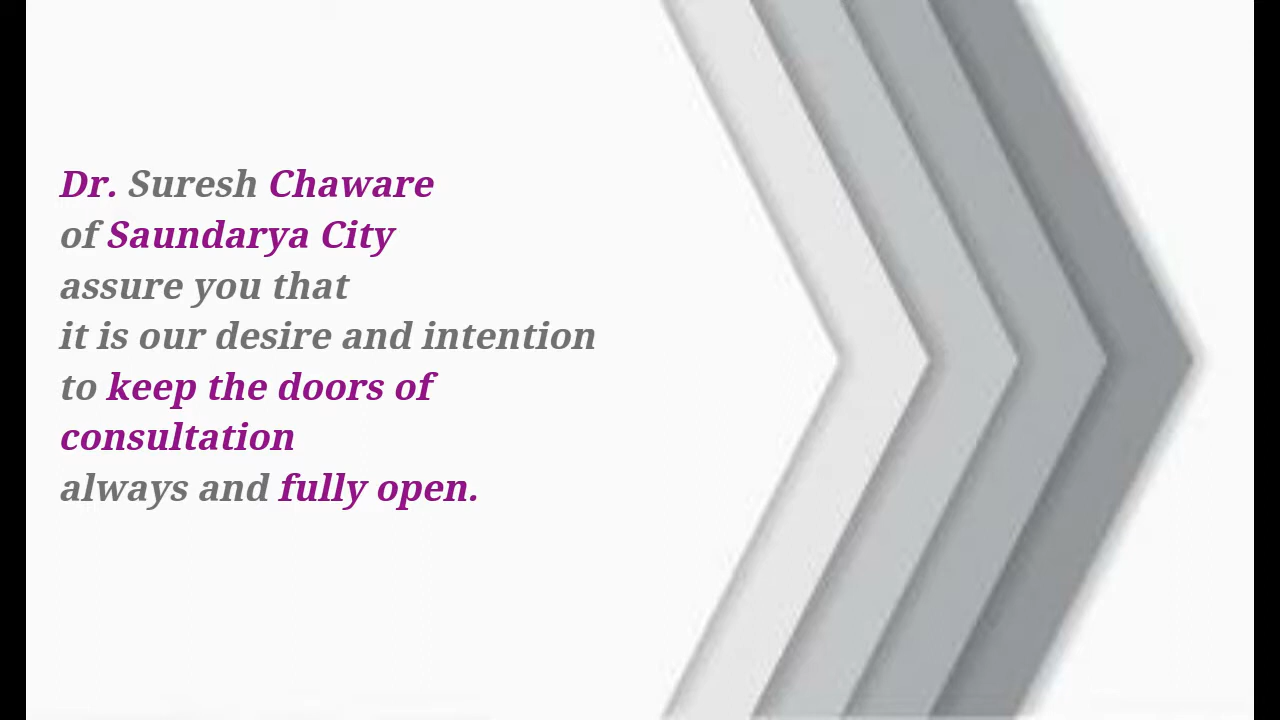 Dr. Suresh Chaware
of Saundarya City
assure you that
it is our desire and intention
to keep the doors of
consultation
always and fully open.